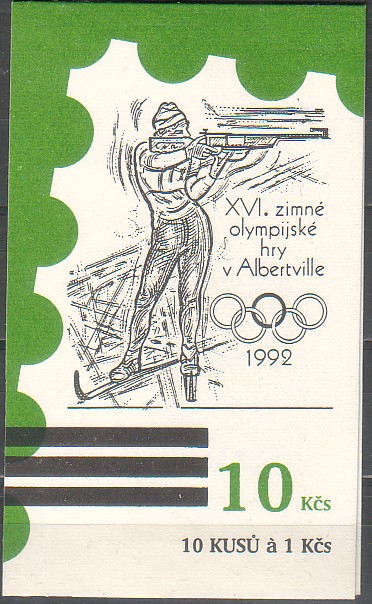 XVI. zimné
olympijské
hry
v Albertville
1992
10 Kčs
10 KUSŮ à 1 Kčs